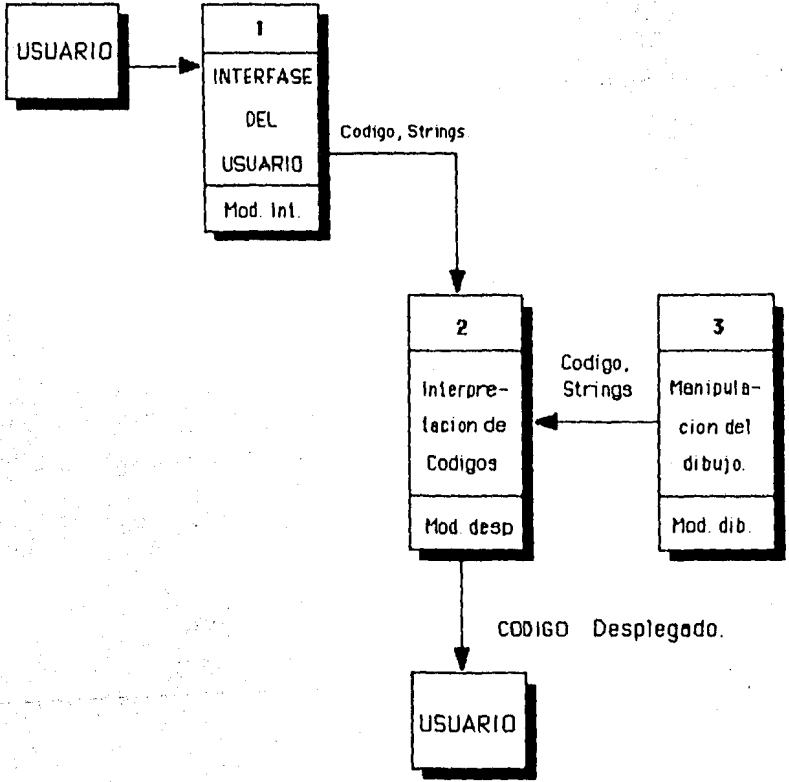 USUARIO
1
INTERFASE
DEL
USUARIO
Mod. Int.
Codigo, Strings
2
Interpre-
tacion de
Codigos
Mod. desp
Codigo,
Strings
3
Manipula-
cion del
dibujo.
Mod. dib.
CODIGO Desplegado.
USUARIO